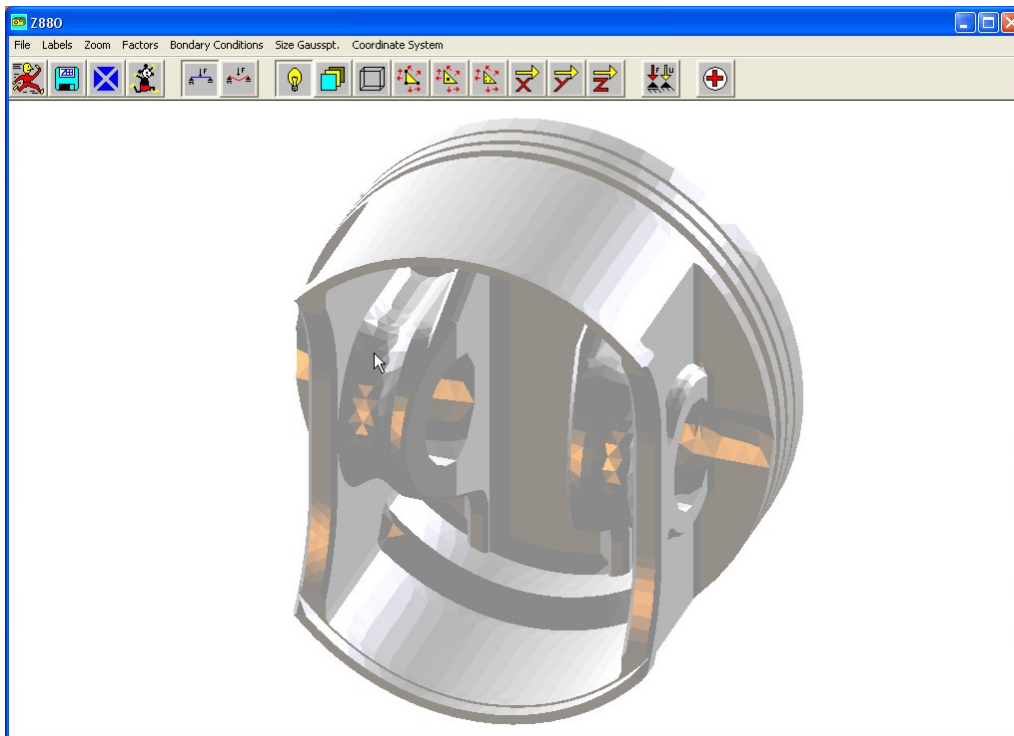 Z88O
File Labels Zoom Factors Bondary Conditions Size Gausspt. Coordinate System
X Y Z